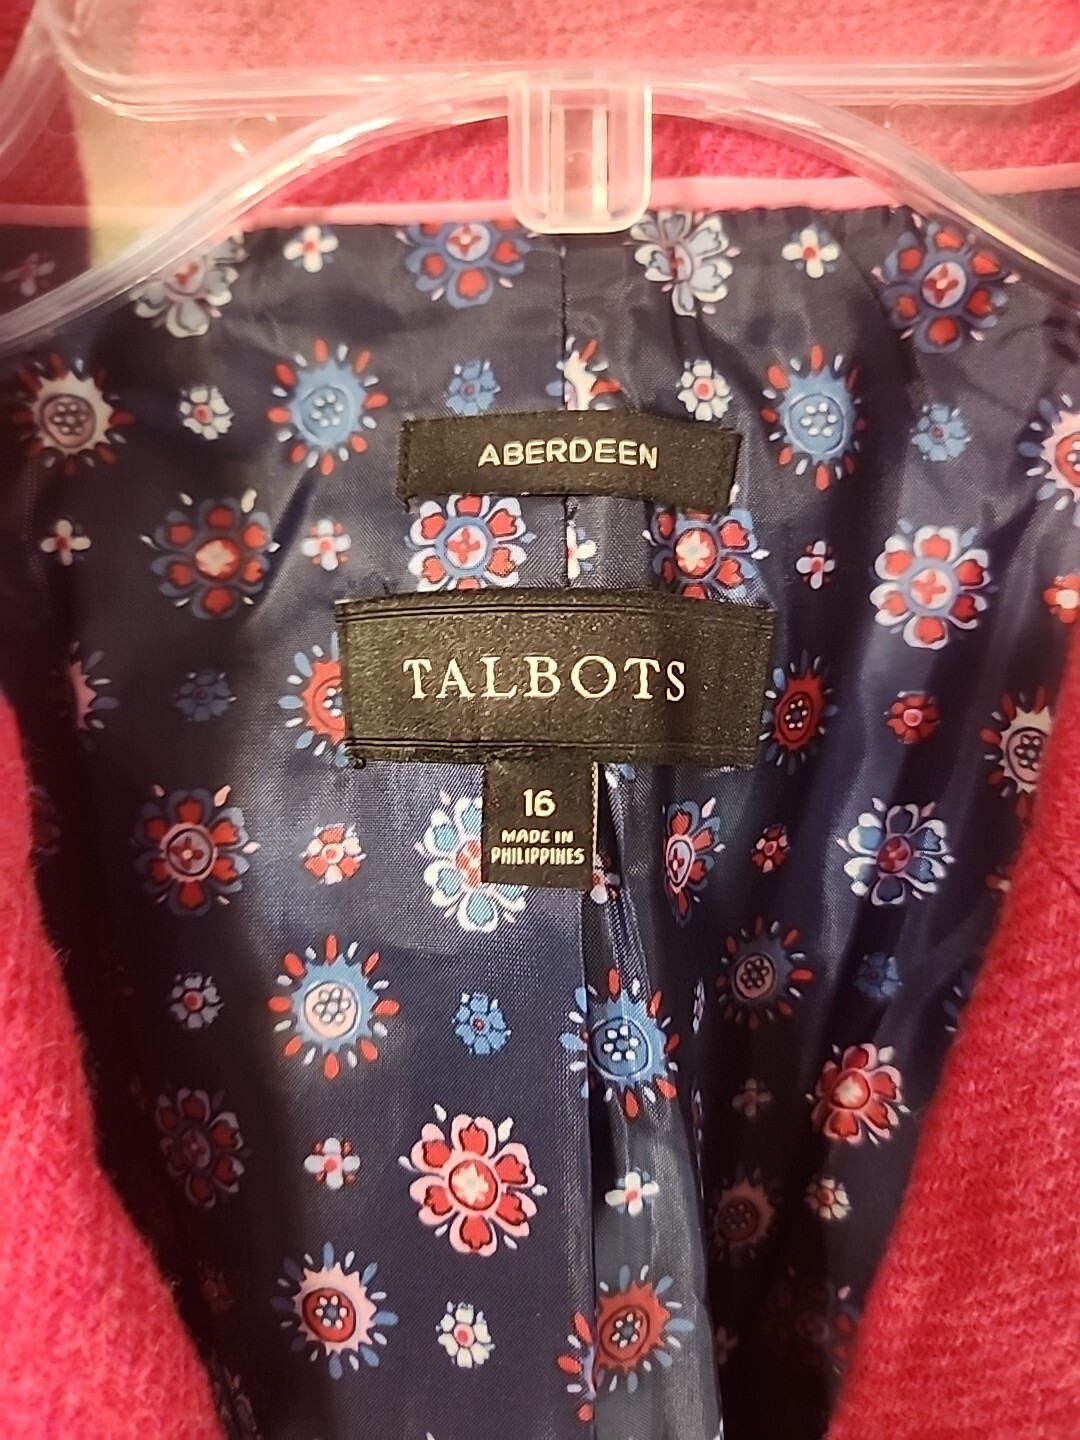 ABERDEEN
TALBOTS
16
MADE IN
PHILIPPINES